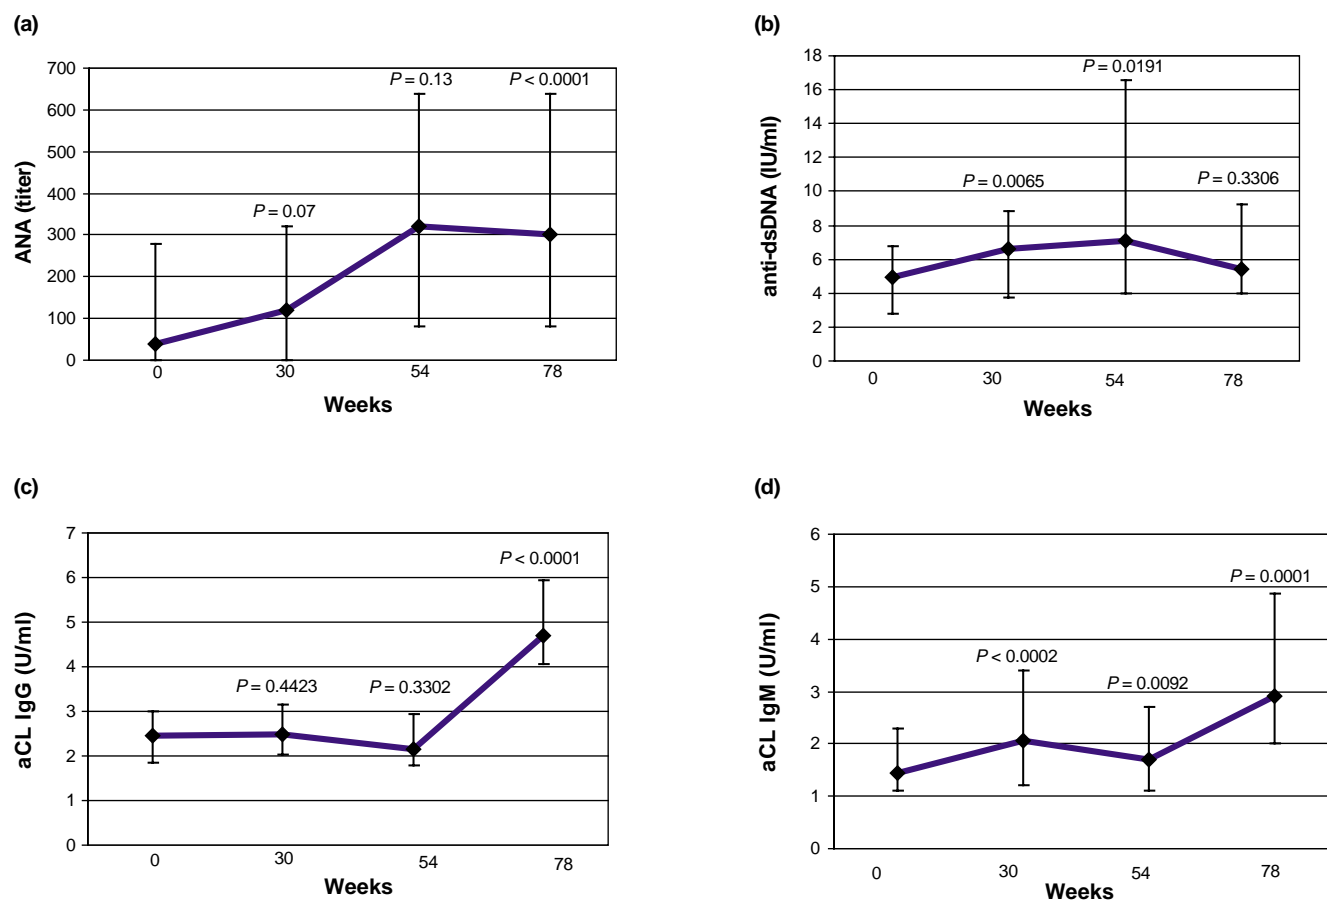 (a)
700
600
500
400
300
200
100
0
ANA (titer)
P = 0.07
P = 0.13
P < 0.0001
0 30 54 78
Weeks
(b)
18
16
14
12
10
8
6
4
2
0
anti-dsDNA (IU/ml)
P = 0.0065
P = 0.0191
P = 0.3306
0 30 54 78
Weeks
(c)
7
6
5
4
3
2
1
0
aCL IgG (U/ml)
P = 0.4423
P = 0.3302
P < 0.0001
0 30 54 78
Weeks
(d)
6
5
4
3
2
1
0
aCL IgM (U/ml)
P < 0.0002
P = 0.0092
P = 0.0001
0 30 54 78
Weeks